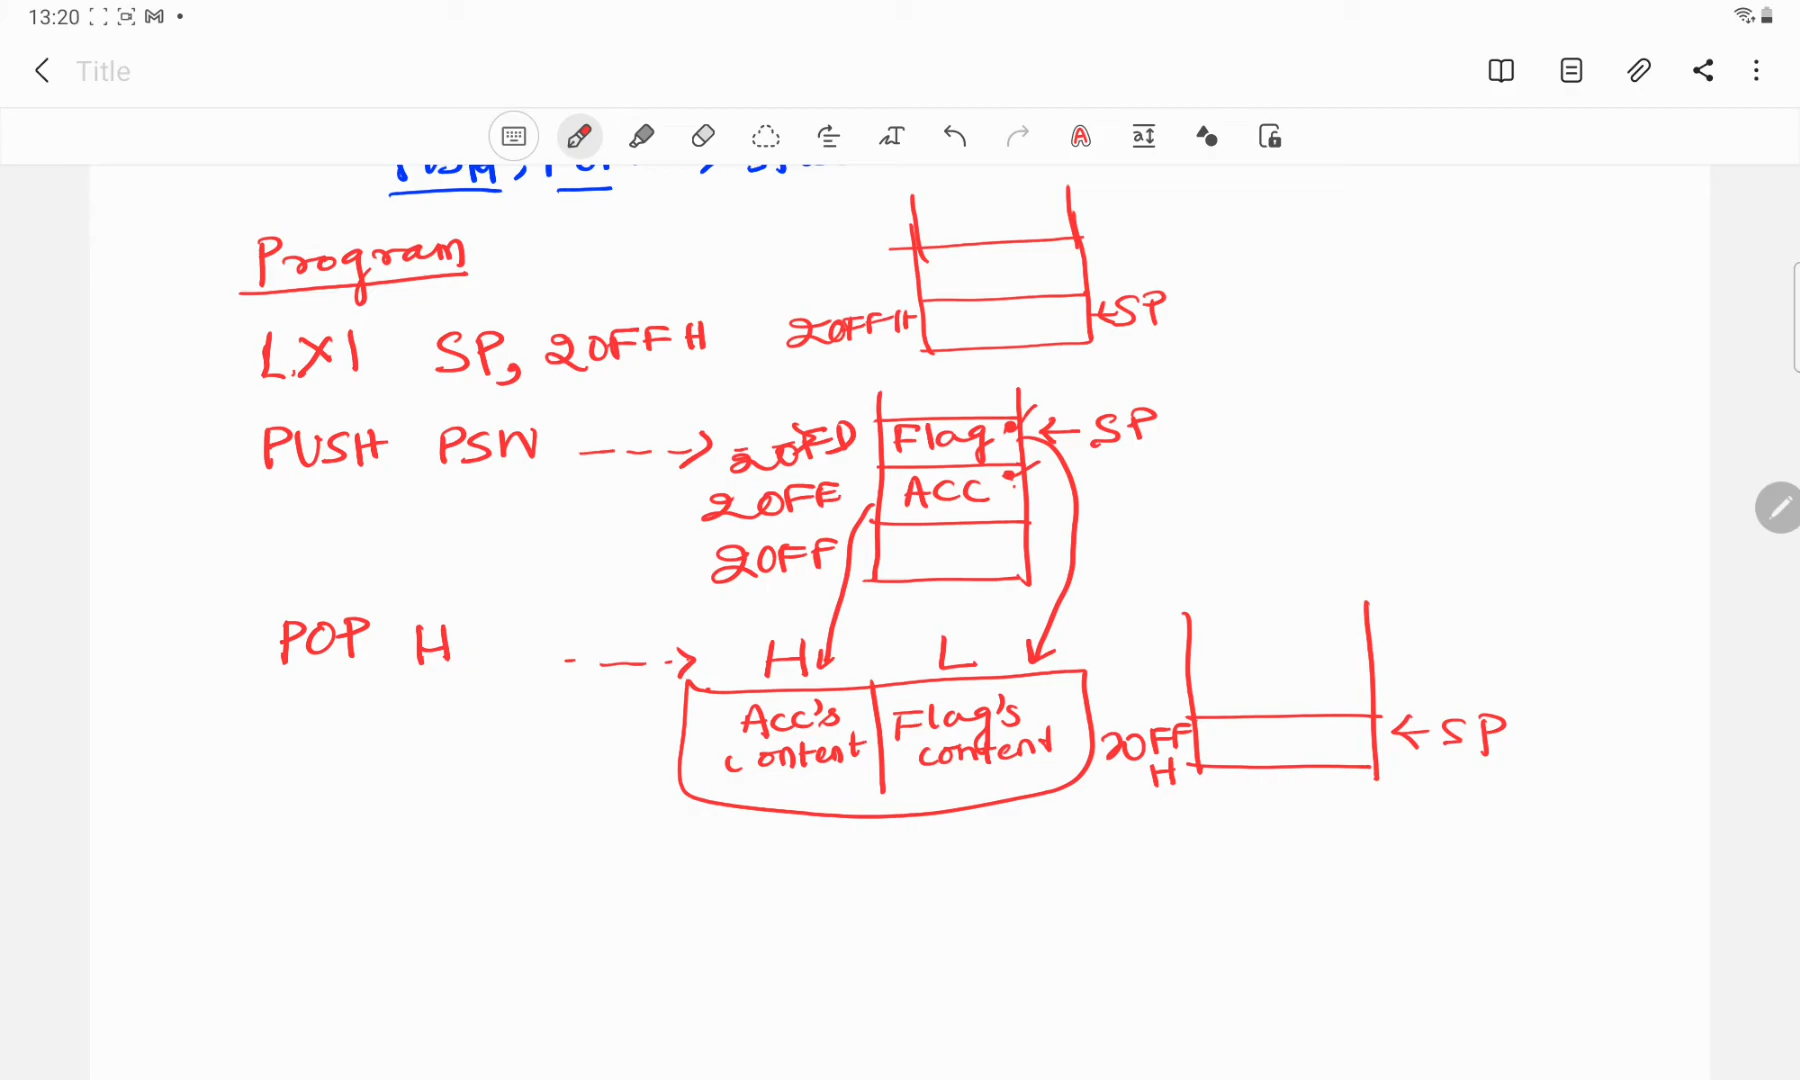 13:20
Title
Program
LXI SP, 20FFH
20FFH ←SP
PUSH PSW ---> 20FD Flag ← SP
20FE ACC
20FF
POP H ---> H L
Acc's content Flag's content
20FF H ← SP